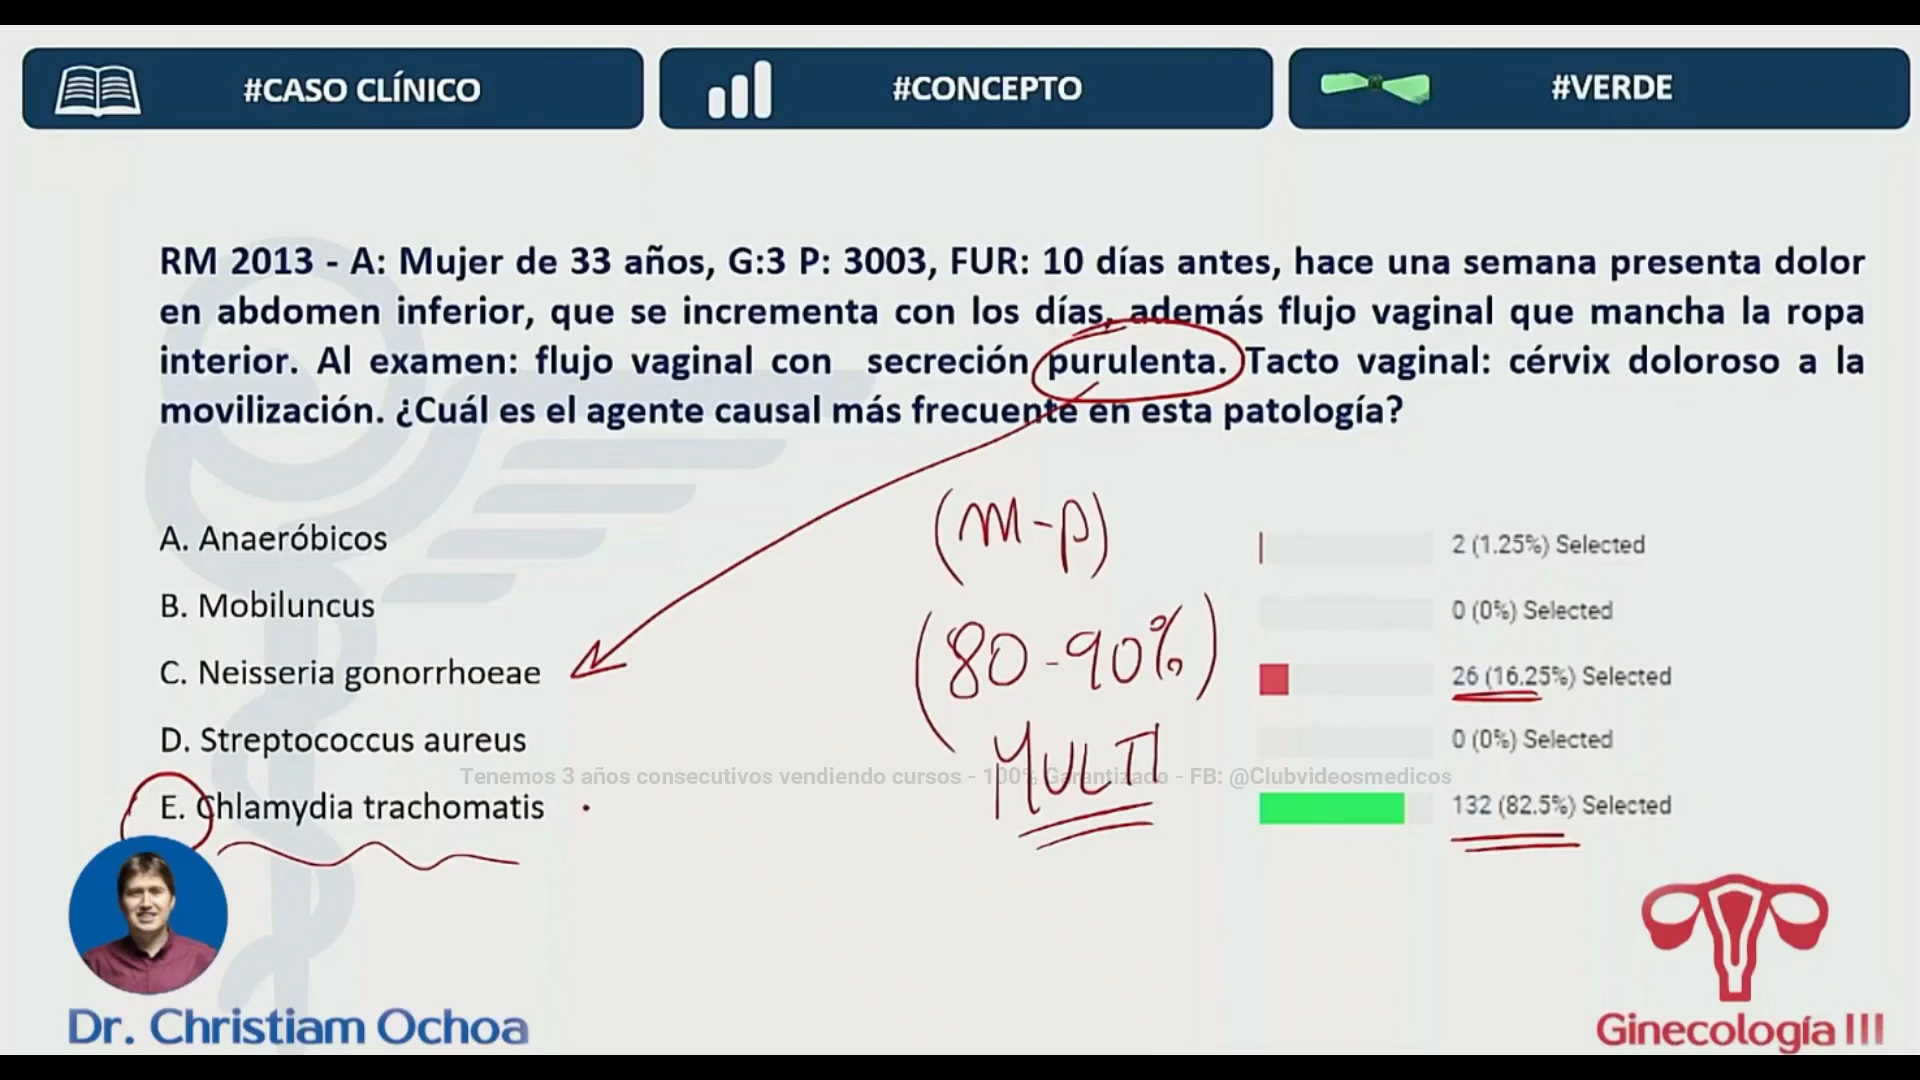 #CASO CLÍNICO
#CONCEPTO
#VERDE
RM 2013 - A: Mujer de 33 años, G:3 P: 3003, FUR: 10 días antes, hace una semana presenta dolor
en abdomen inferior, que se incrementa con los días, además flujo vaginal que mancha la ropa
interior. Al examen: flujo vaginal con secreción purulenta. Tacto vaginal: cérvix doloroso a la
movilización. ¿Cuál es el agente causal más frecuente en esta patología?
A. Anaeróbicos
2 (1.25%) Selected
B. Mobiluncus
0 (0%) Selected
C. Neisseria gonorrhoeae
26 (16.25%) Selected
D. Streptococcus aureus
0 (0%) Selected
E. Chlamydia trachomatis
132 (82.5%) Selected
(m-p)
(80-90%)
MULTI
Tenemos 3 años consecutivos vendiendo cursos - 100% Garantizado - FB: @Clubvideosmedicos
Dr. Christiam Ochoa
Ginecología III